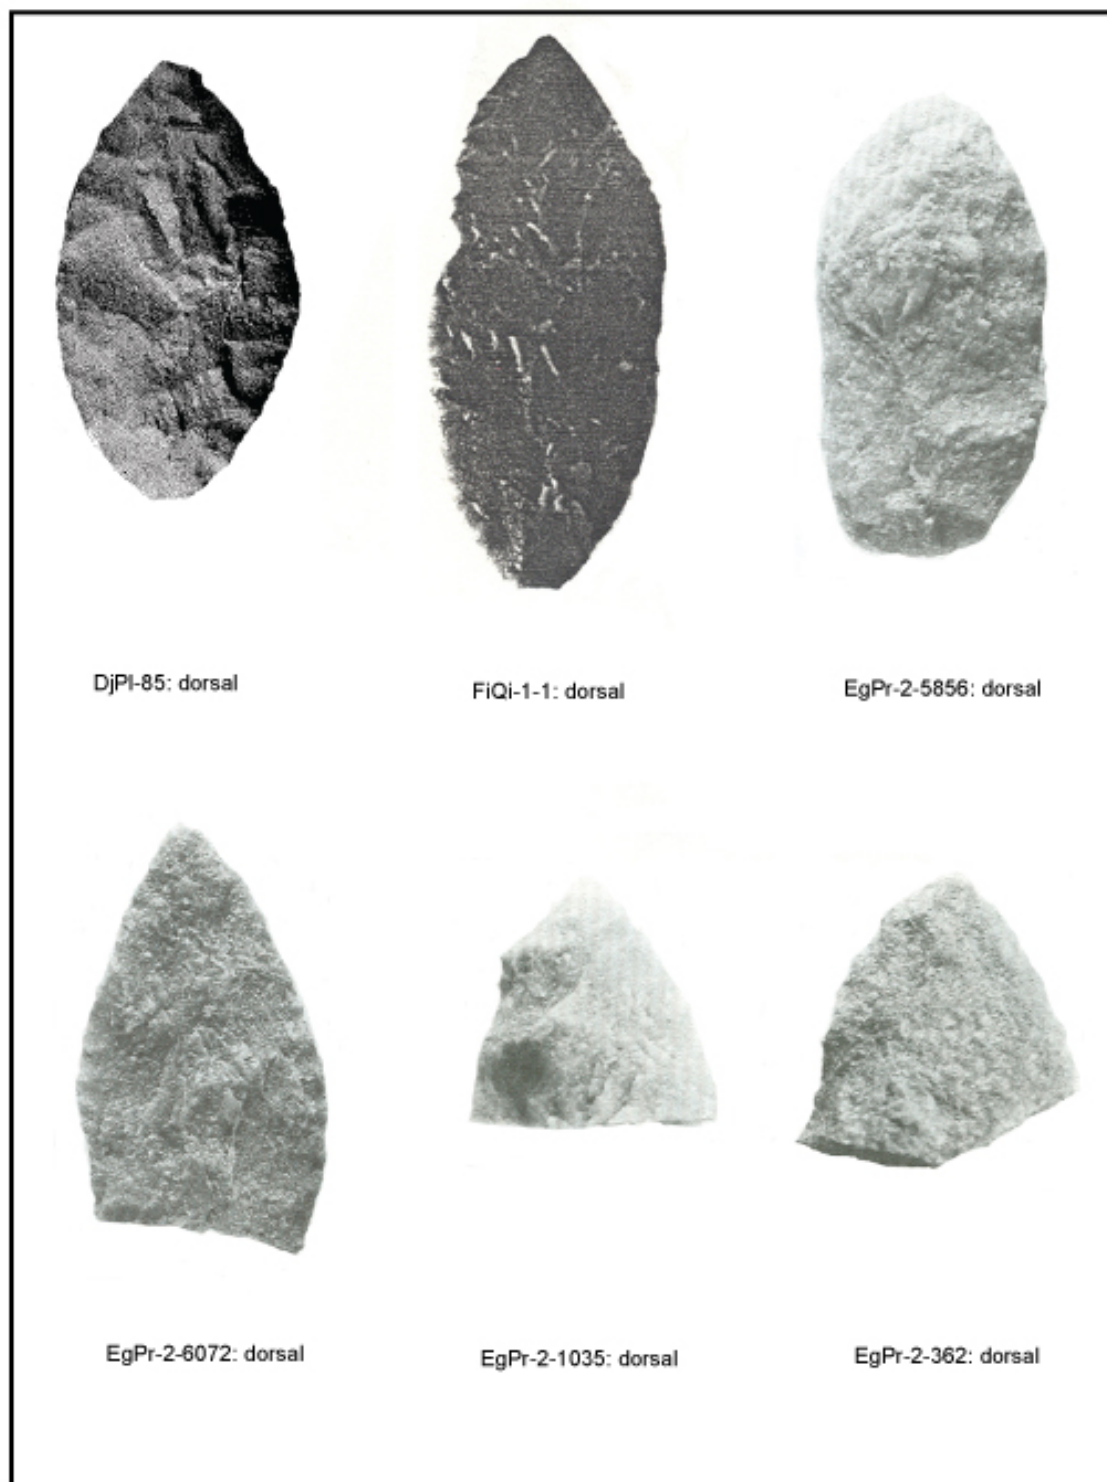 DjPl-85: dorsal
FiQi-1-1: dorsal
EgPr-2-5856: dorsal
EgPr-2-6072: dorsal
EgPr-2-1035: dorsal
EgPr-2-362: dorsal